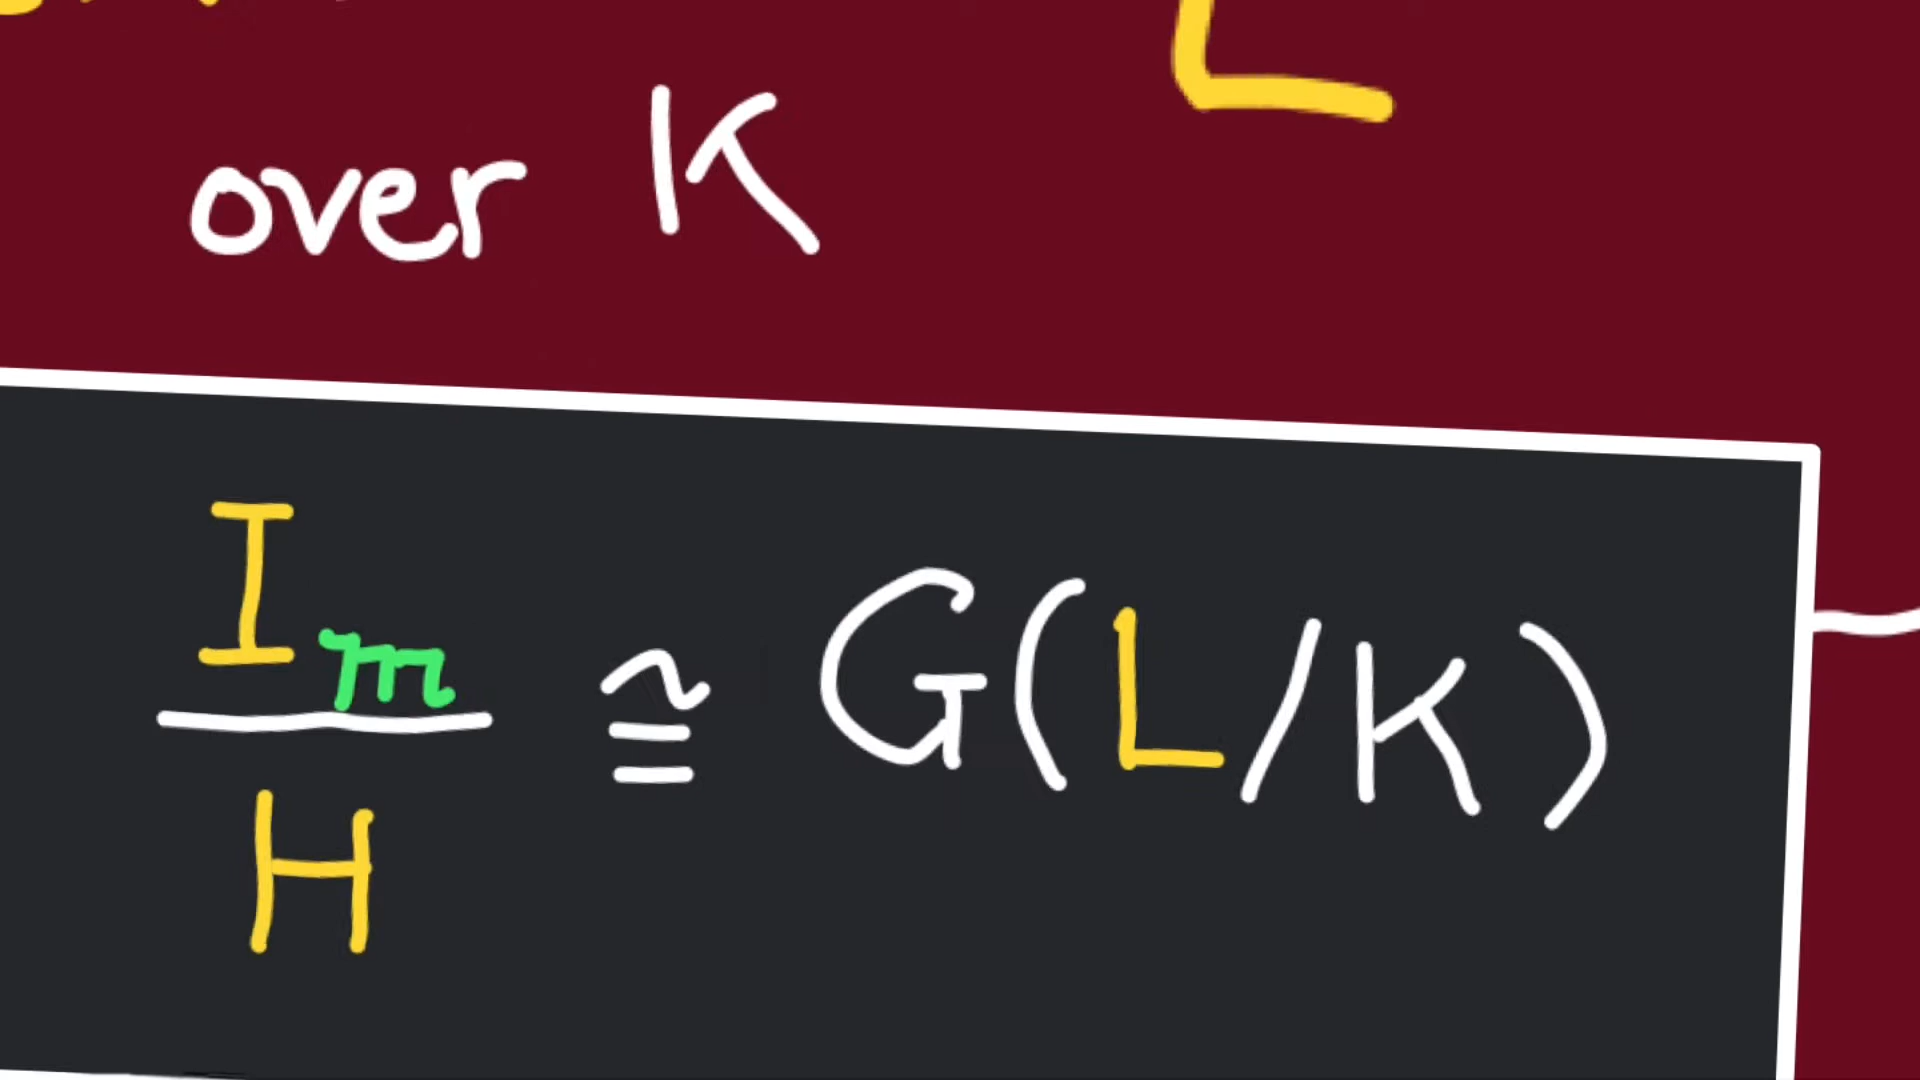 L
over K
I_m / H ≅ G(L/K)